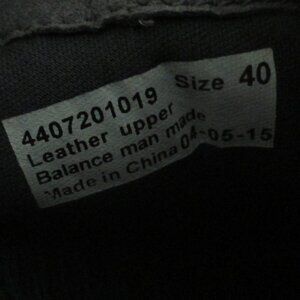 4407201019 Size 40
Leather upper
Balance man made
Made in China 04-05-15